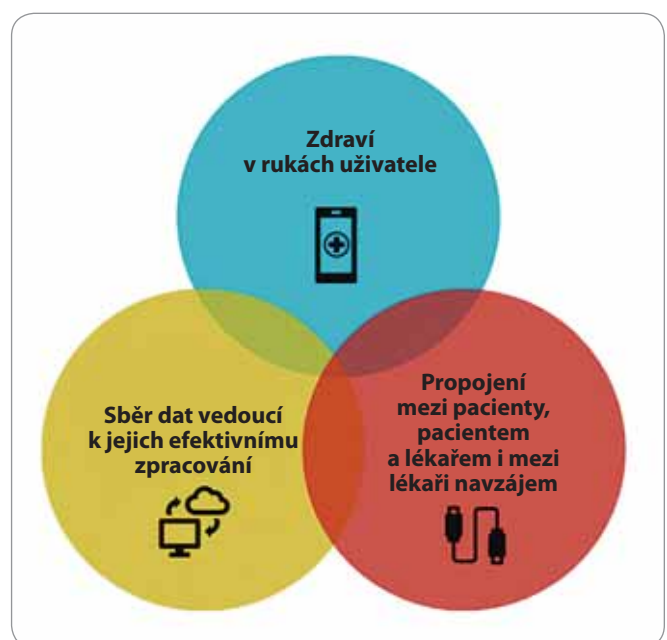 Zdraví
v rukách uživatele
Sběr dat vedoucí
k jejich efektivnímu
zpracování
Propojení
mezi pacienty,
pacientem
a lékařem i mezi
lékaři navzájem